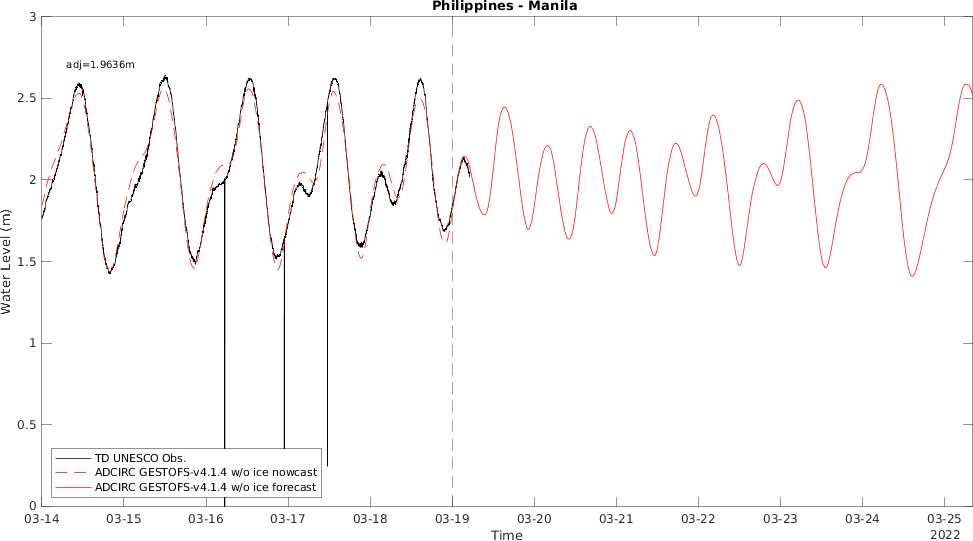 Philippines - Manila
3
adj=1.9636m
2.5
2
1.5
1
0.5
0
Water Level (m)
TD UNESCO Obs.
ADCIRC GESTOFS-v4.1.4 w/o ice nowcast
ADCIRC GESTOFS-v4.1.4 w/o ice forecast
03-14 03-15 03-16 03-17 03-18 03-19 03-20 03-21 03-22 03-23 03-24 03-25
Time
2022